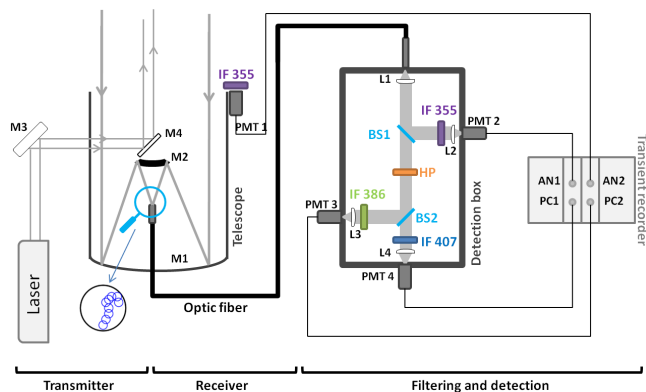 IF 355
L1
M3
M4
PMT 1
IF 355
PMT 2
BS1
L2
M2
HP
AN1
AN2
PC1
PC2
Transient recorder
IF 386
PMT 3
BS2
L3
Telescope
Detection box
IF 407
L4
M1
PMT 4
Laser
Optic fiber
Transmitter
Receiver
Filtering and detection